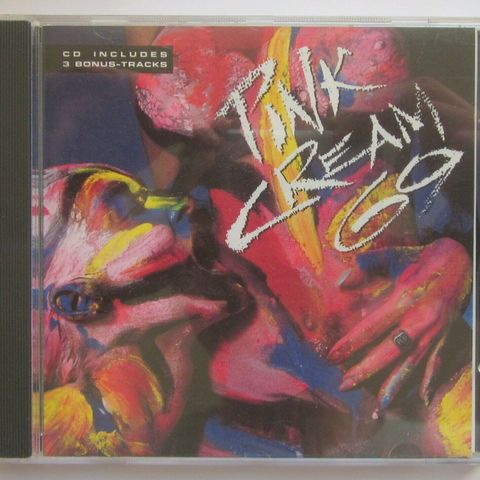 CD INCLUDES
3 BONUS-TRACKS
PINK
CREAM
69